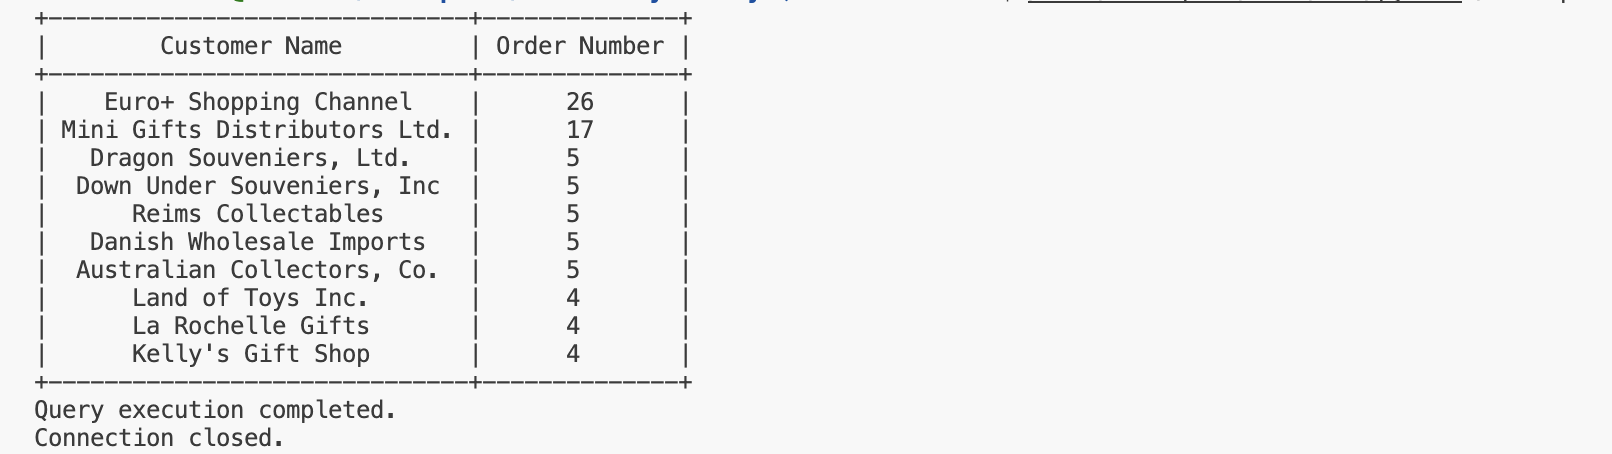 +------------------------------+--------------+
| Customer Name | Order Number |
+------------------------------+--------------+
| Euro+ Shopping Channel | 26 |
| Mini Gifts Distributors Ltd. | 17 |
| Dragon Souveniers, Ltd. | 5 |
| Down Under Souveniers, Inc | 5 |
| Reims Collectables | 5 |
| Danish Wholesale Imports | 5 |
| Australian Collectors, Co. | 5 |
| Land of Toys Inc. | 4 |
| La Rochelle Gifts | 4 |
| Kelly's Gift Shop | 4 |
+------------------------------+--------------+
Query execution completed.
Connection closed.